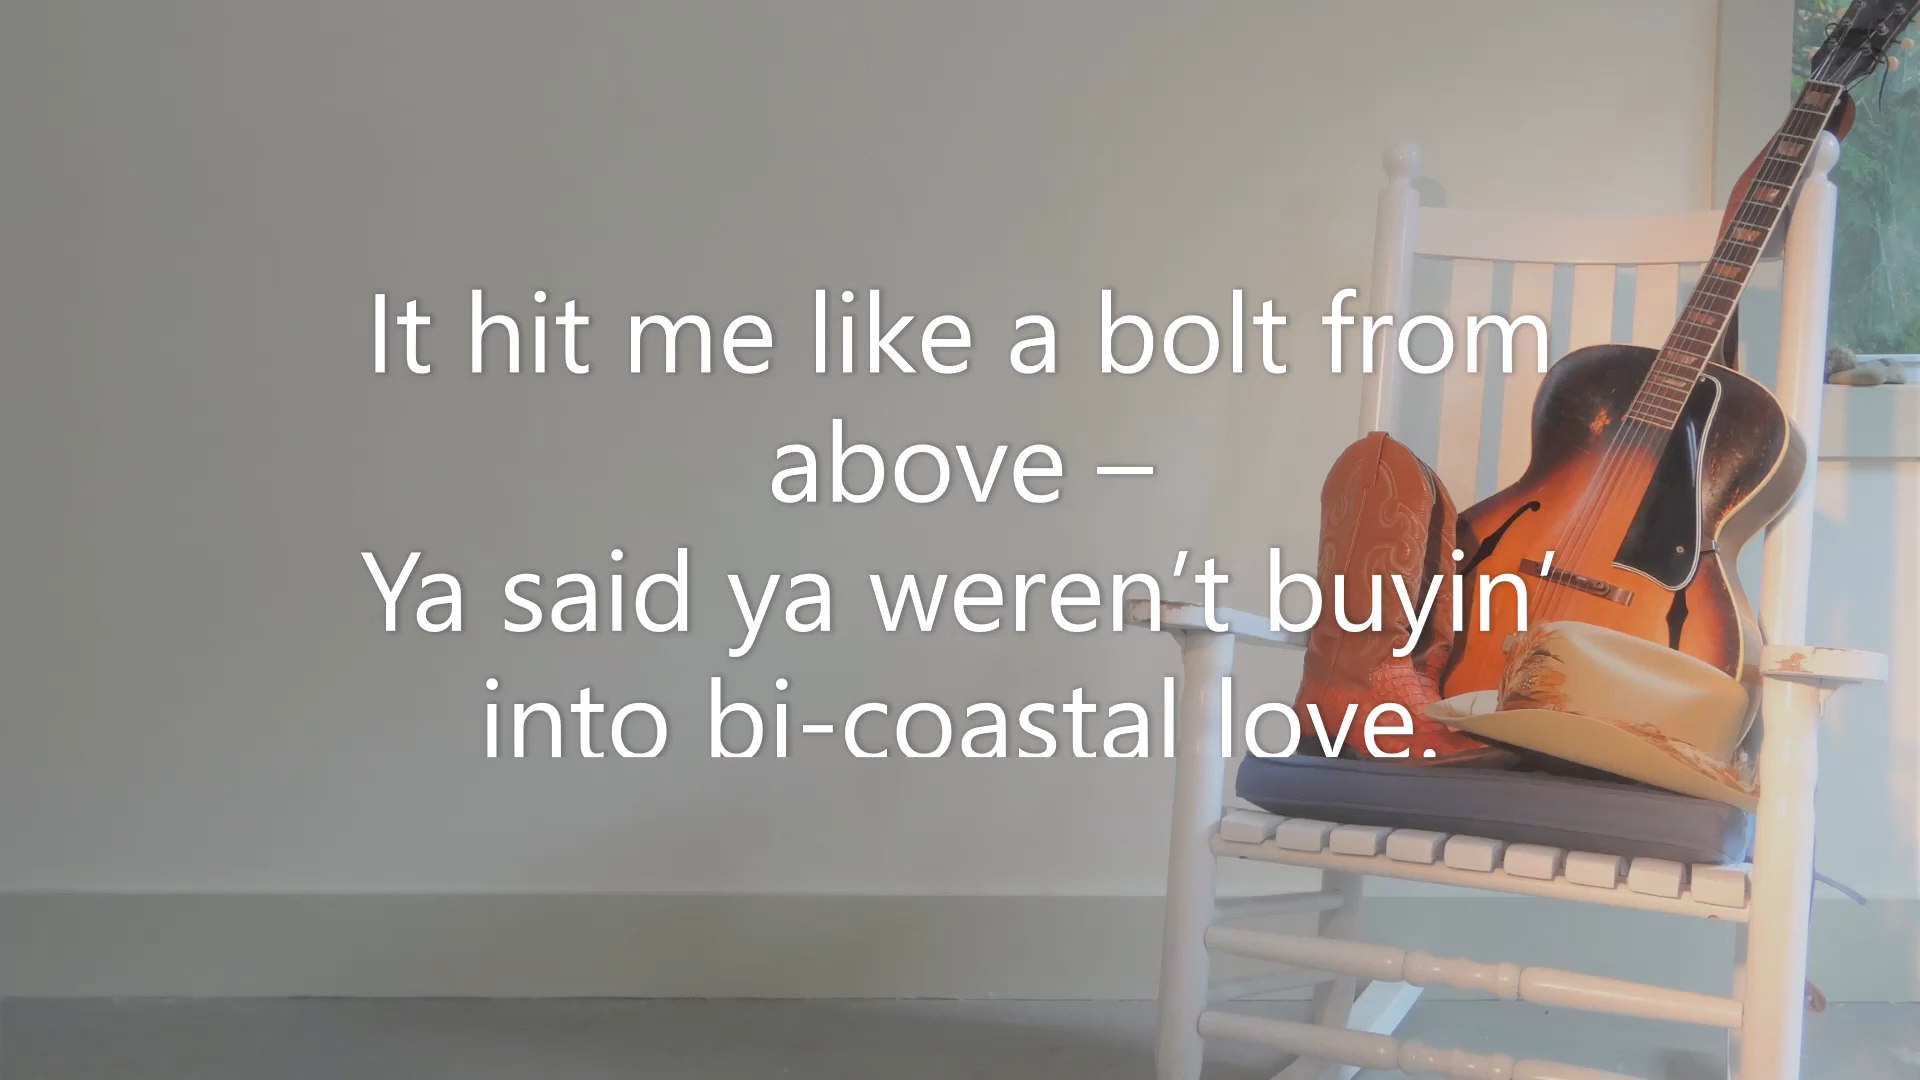 It hit me like a bolt from
above –
Ya said ya weren’t buyin’
into bi-coastal love.